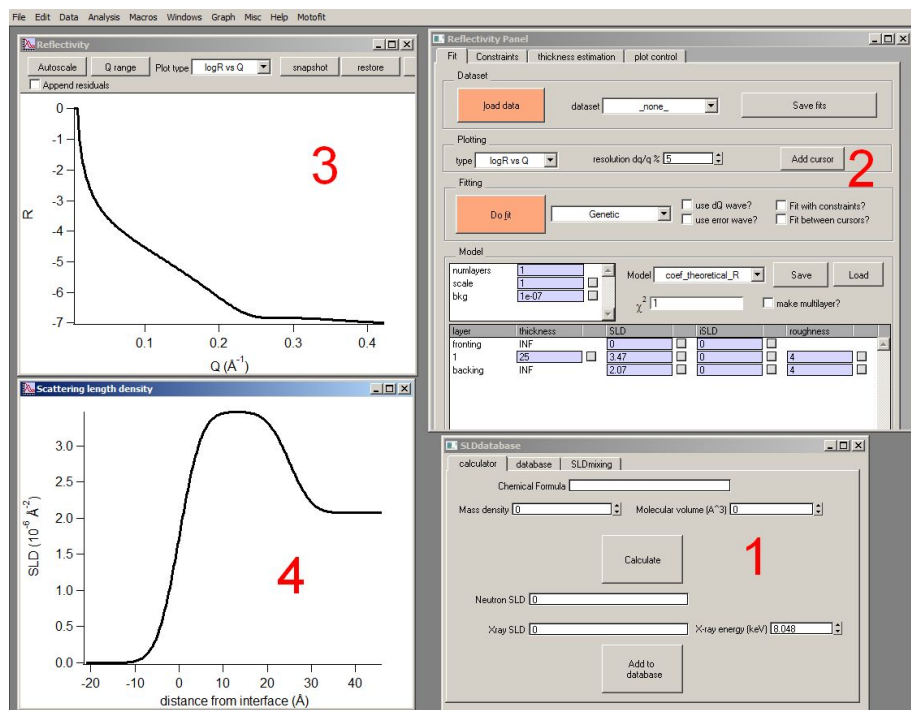 File Edit Data Analysis Macros Windows Graph Misc Help Motofit
Reflectivity
Autoscale Q range Plot type logR vs Q snapshot restore
Append residuals
0
-1
-2
-3
-4
-5
-6
-7
R
0.1 0.2 0.3 0.4
Q (Å⁻¹)
3
Reflectivity Panel
Fit Constraints thickness estimation plot control
Dataset
load data dataset _none_ Save fits
Plotting
type logR vs Q resolution dq/q % 5 Add cursor
2
Fitting
Do fit Genetic use dQ wave? Fit with constraints?
use error wave? Fit between cursors?
Model
numlayers 1
scale 1
bkg 1e-07
Model coef_theoretical_R Save Load
χ² 1 make multilayer?
layer thickness SLD iSLD roughness
fronting INF 0 0
1 25 3.47 0 4
backing INF 2.07 0 4
Scattering length density
3.0
2.5
2.0
1.5
1.0
0.5
0.0
SLD (10⁻⁶ Å⁻²)
-20 -10 0 10 20 30 40
distance from interface (Å)
4
SLDdatabase
calculator database SLDmixing
Chemical Formula
Mass density 0 Molecular volume (A^3) 0
Calculate
1
Neutron SLD 0
Xray SLD 0 X-ray energy (keV) 8.048
Add to
database